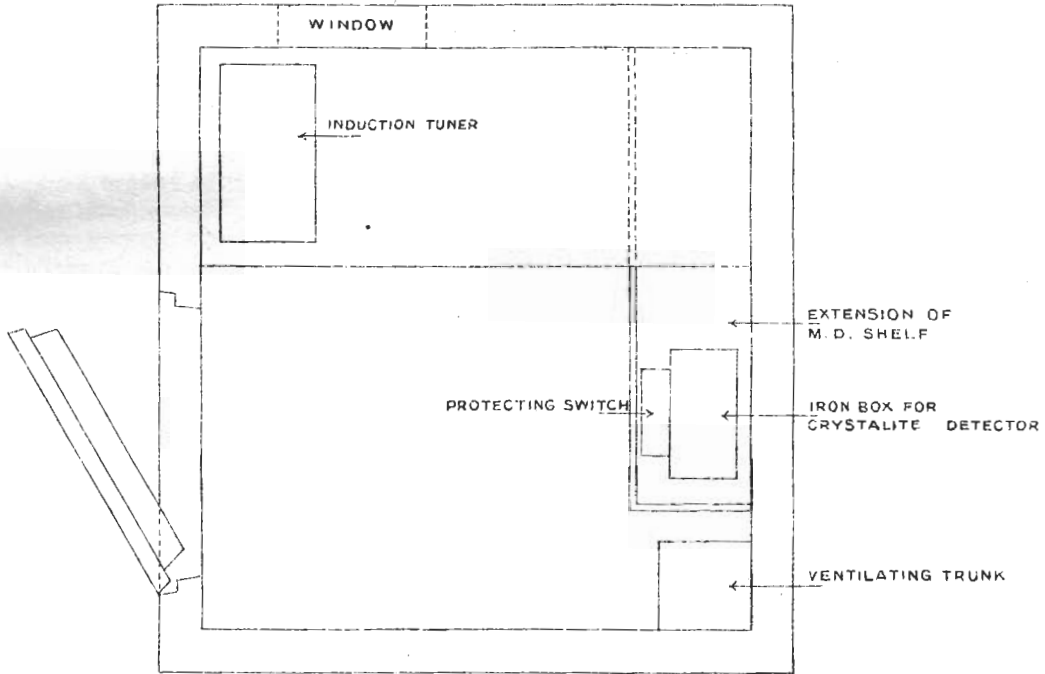 WINDOW
INDUCTION TUNER
EXTENSION OF
M.D. SHELF
PROTECTING SWITCH
IRON BOX FOR
CRYSTALITE DETECTOR
VENTILATING TRUNK